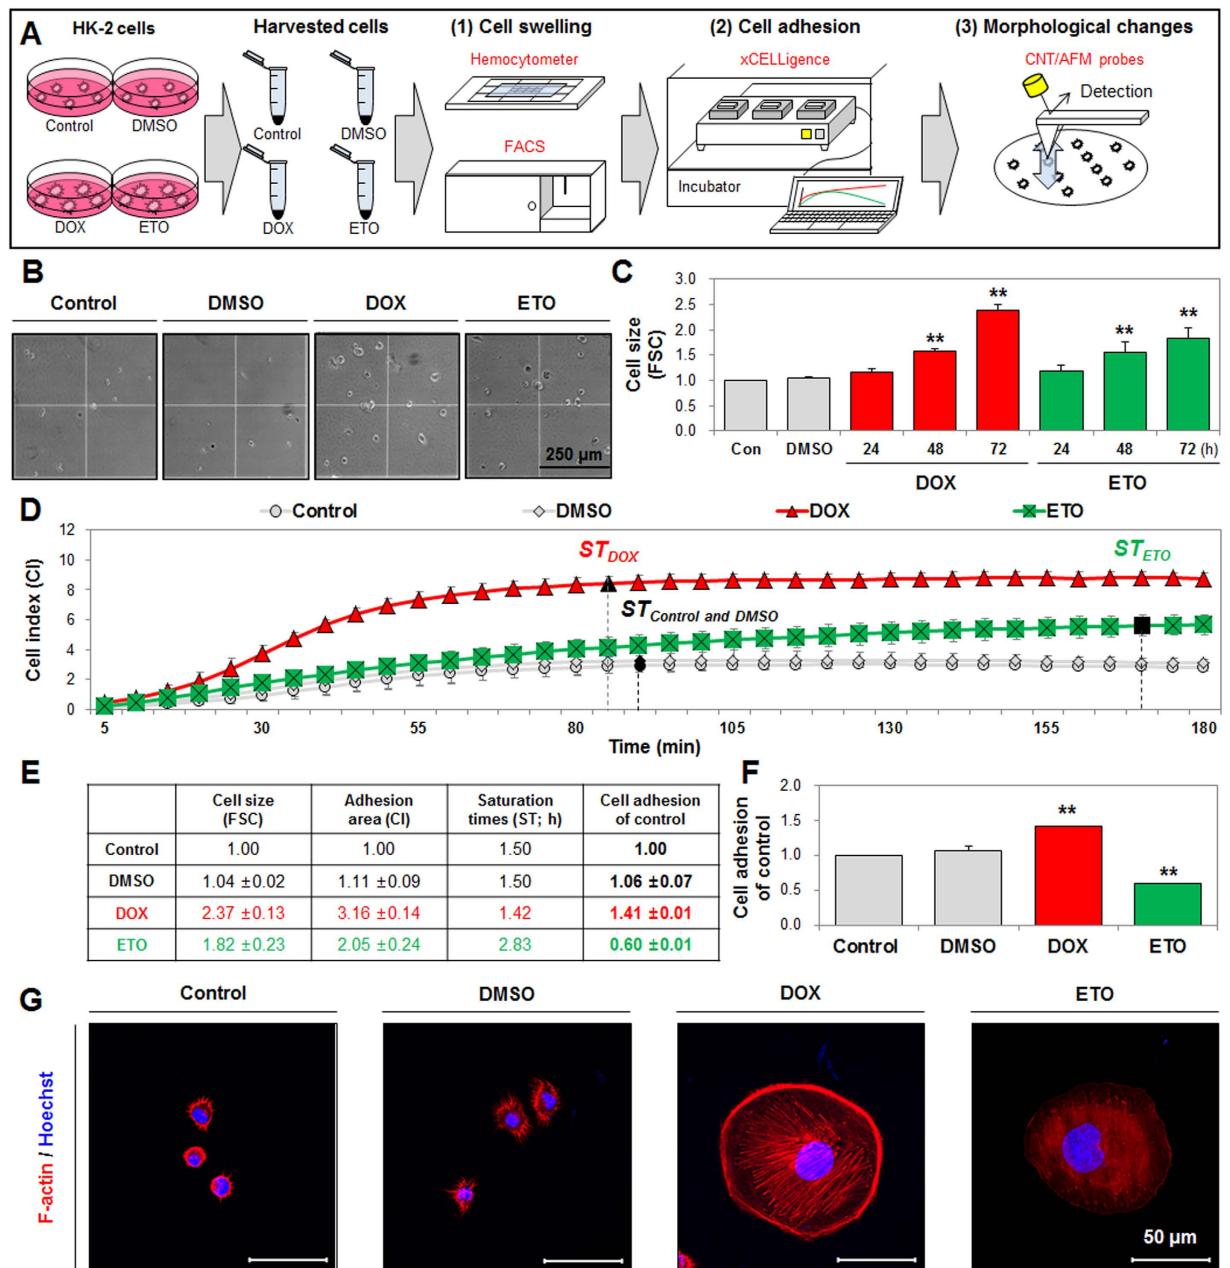 A
HK-2 cells
Harvested cells
(1) Cell swelling
(2) Cell adhesion
(3) Morphological changes
Control
DMSO
DOX
ETO
Control
DMSO
DOX
ETO
Hemocytometer
FACS
xCELLigence
Incubator
CNT/AFM probes
Detection
B
Control
DMSO
DOX
ETO
250 µm
C
Cell size
(FSC)
3.0
2.5
2.0
1.5
1.0
0.5
0.0
**
**
**
**
Con
DMSO
24
48
72
24
48
72 (h)
DOX
ETO
D
Control
DMSO
DOX
ETO
Cell index (CI)
12
10
8
6
4
2
0
STDOX
STControl and DMSO
STETO
5
30
55
80
105
130
155
180
Time (min)
E
Cell size (FSC)
Adhesion area (CI)
Saturation times (ST; h)
Cell adhesion of control
Control 1.00 1.00 1.50 1.00
DMSO 1.04 ±0.02 1.11 ±0.09 1.50 1.06 ±0.07
DOX 2.37 ±0.13 3.16 ±0.14 1.42 1.41 ±0.01
ETO 1.82 ±0.23 2.05 ±0.24 2.83 0.60 ±0.01
F
Cell adhesion
of control
2.0
1.5
1.0
0.5
0.0
**
**
Control
DMSO
DOX
ETO
G
Control
DMSO
DOX
ETO
F-actin / Hoechst
50 µm